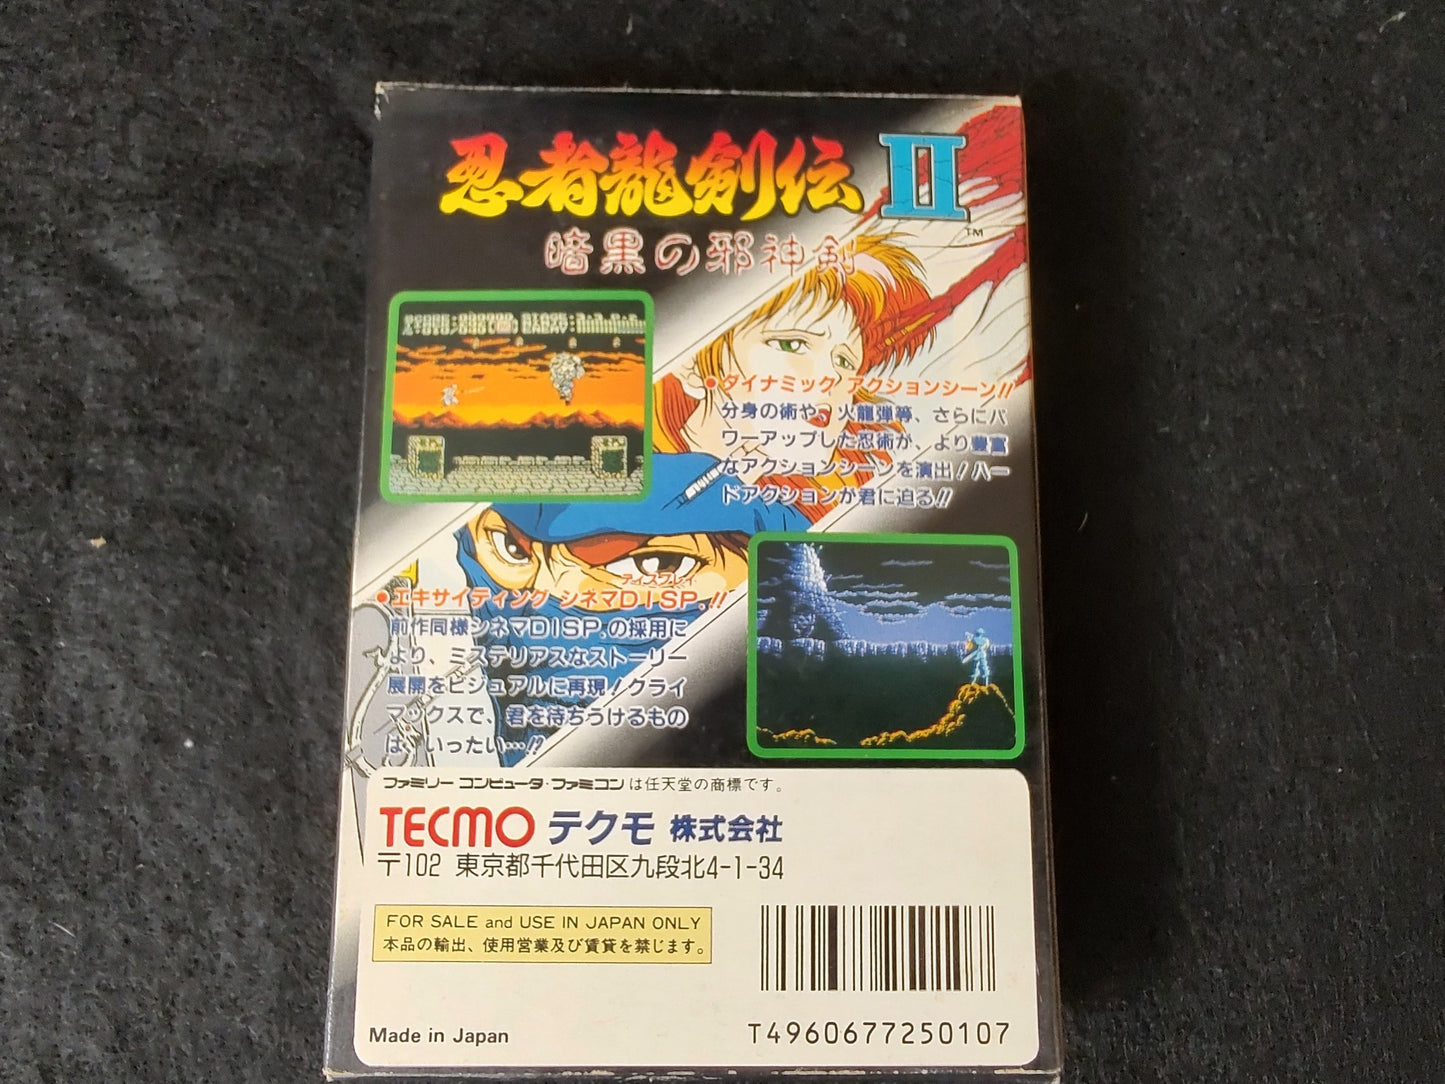 忍者龍剣伝 II
TM
暗黒の邪神剣
●ダイナミック アクションシーン!!
分身の術や、火龍弾等、さらにパ
ワーアップした忍術が、より豊富
なアクションシーンを演出!ハー
ドアクションが君に迫る!!
ディスプレイ
●エキサイティング シネマDISP.!!
前作同様シネマDISP.の採用に
より、ミステリアスなストーリー
展開をビジュアルに再現!クライ
マックスで、君を待ちうけるもの
は、いったい…!?
ファミリー コンピュータ・ファミコンは任天堂の商標です。
TECMO テクモ 株式会社
〒102 東京都千代田区九段北4-1-34
FOR SALE and USE IN JAPAN ONLY
本品の輸出、使用営業及び賃貸を禁じます。
Made in Japan
T4960677250107